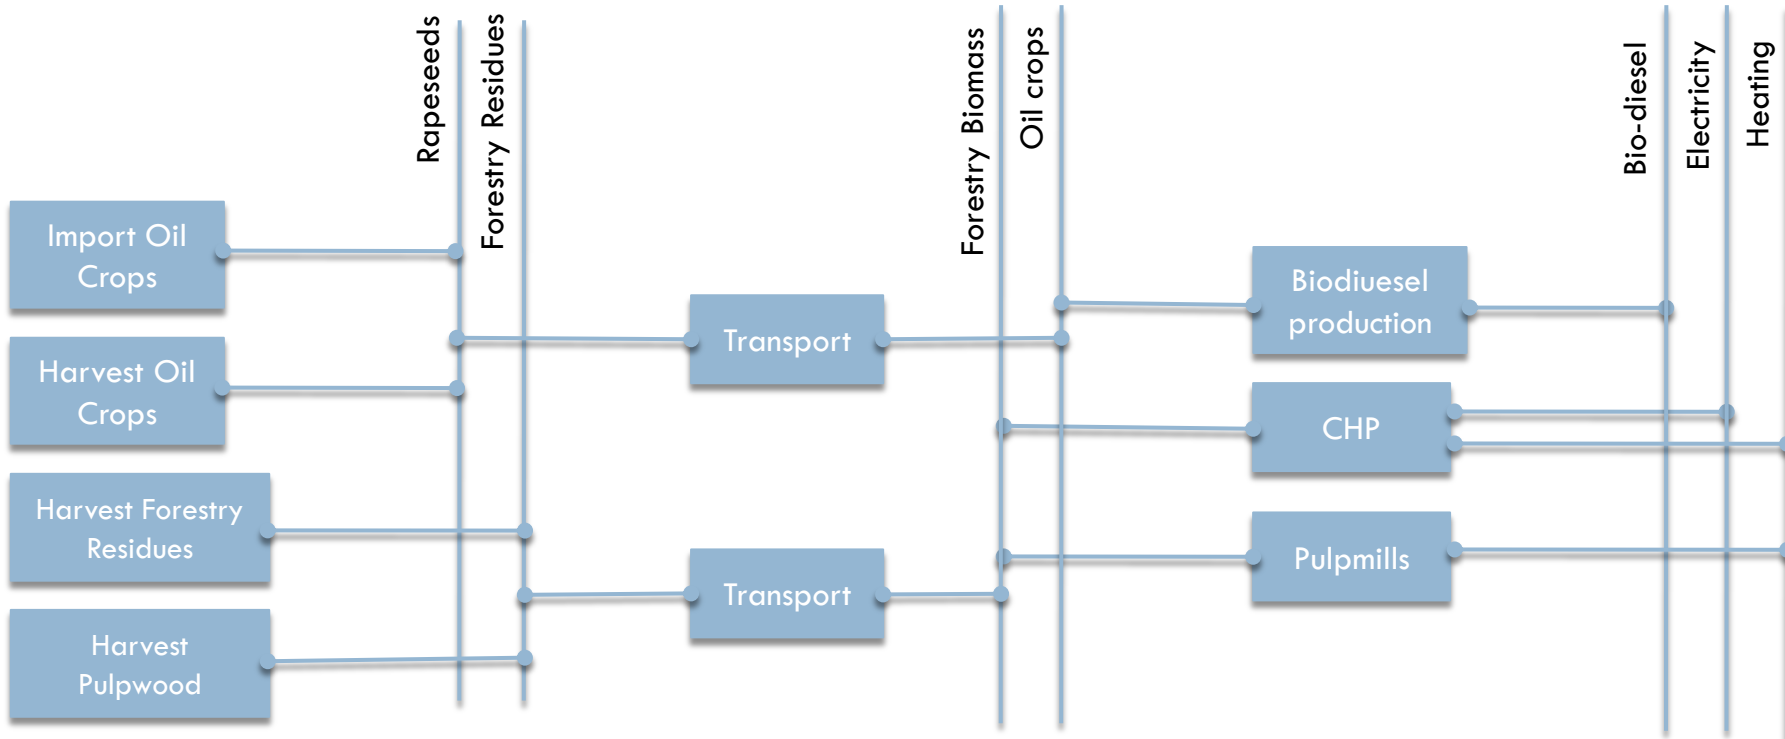 Rapeseeds
Forestry Residues
Forestry Biomass
Oil crops
Bio-diesel
Electricity
Heating
Import Oil
Crops
Harvest Oil
Crops
Harvest Forestry
Residues
Harvest
Pulpwood
Transport
Transport
Biodiuesel
production
CHP
Pulpmills